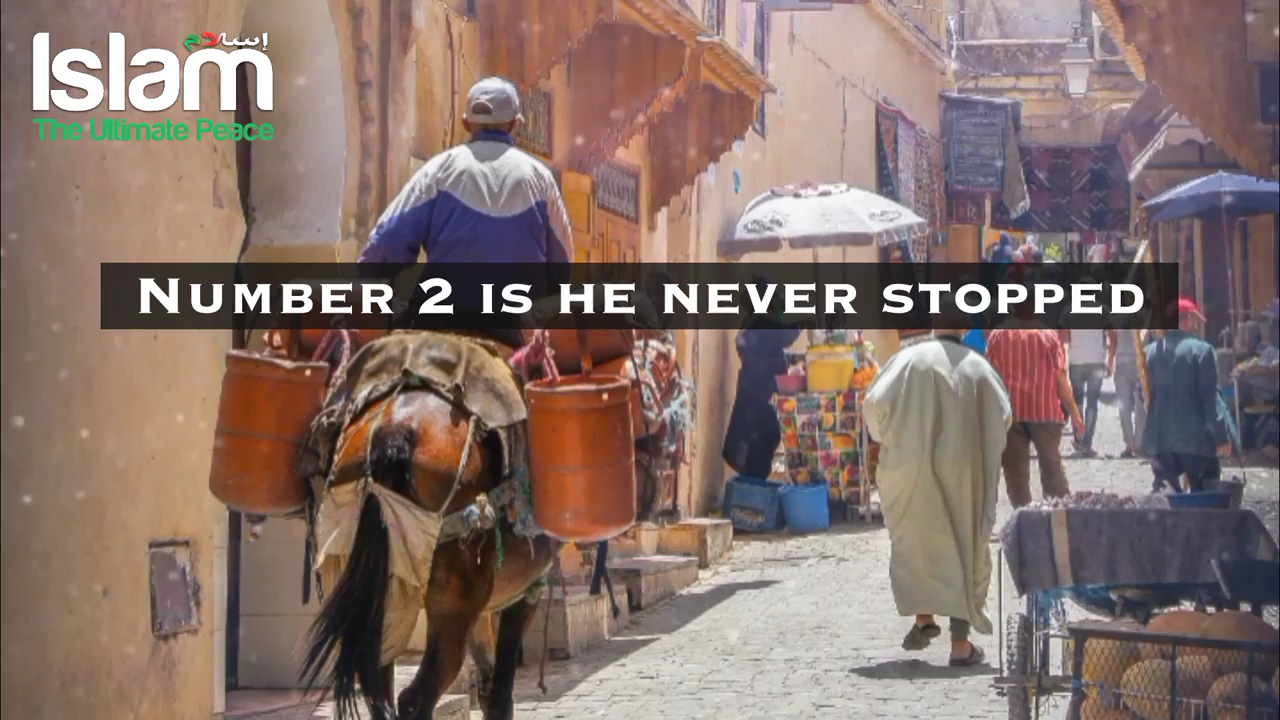 إسلام
Islam
The Ultimate Peace
NUMBER 2 IS HE NEVER STOPPED